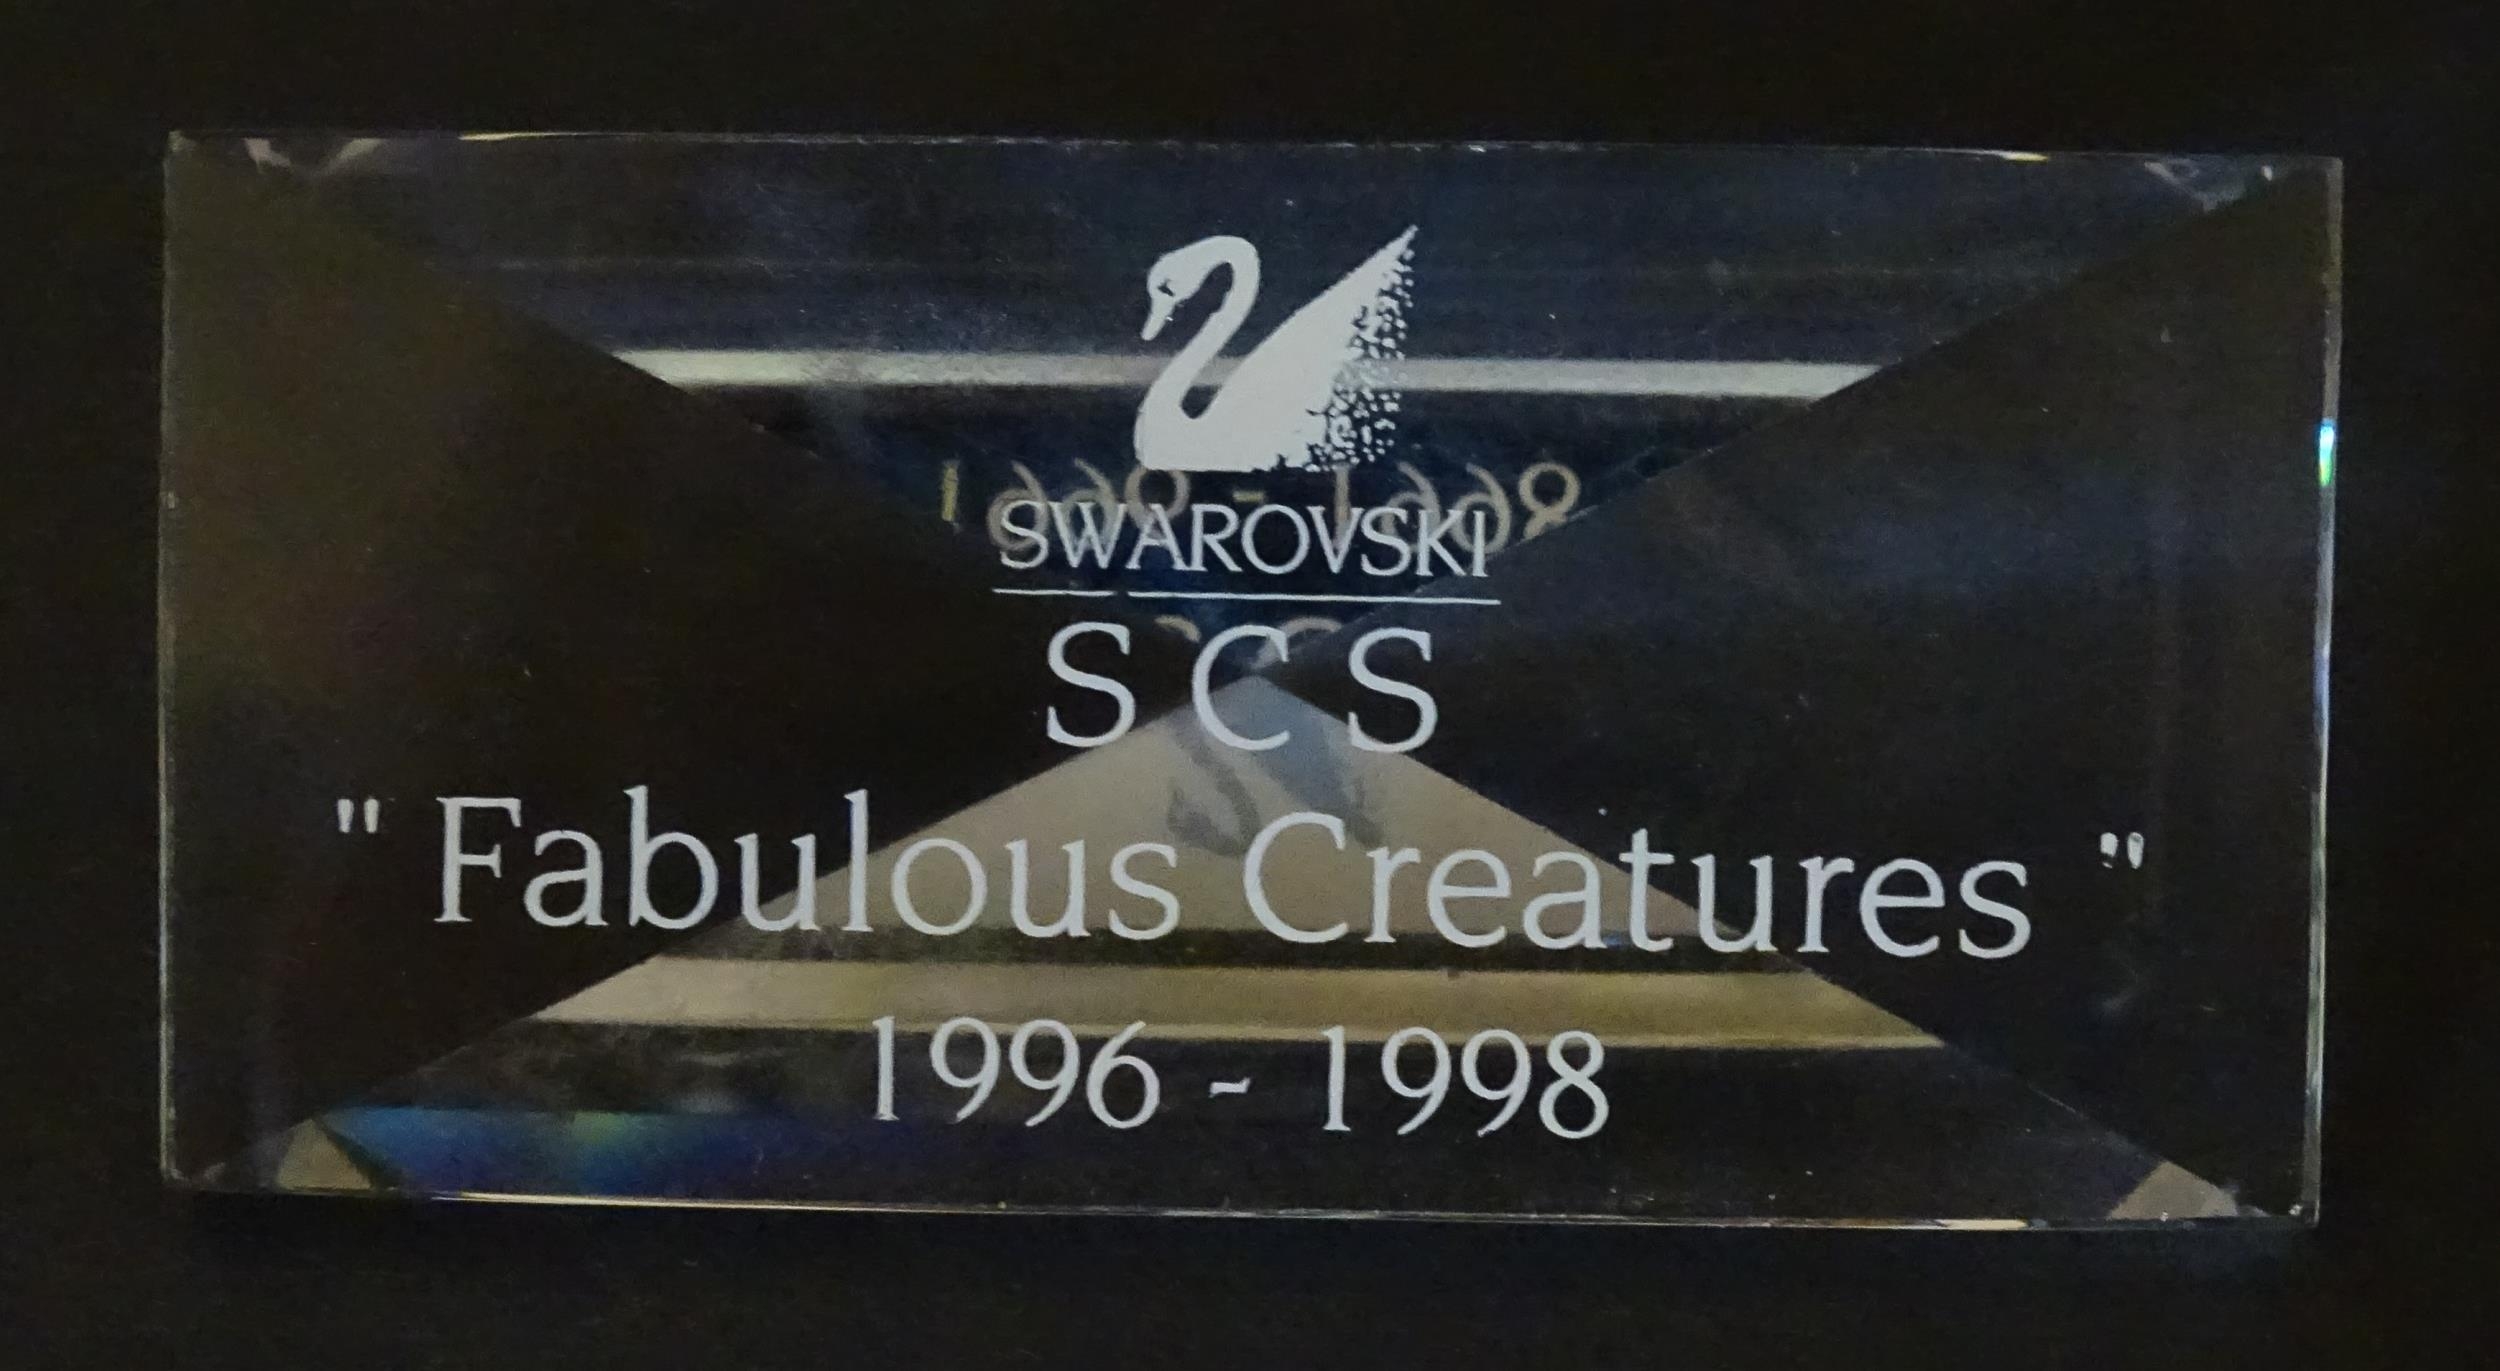 SWAROVSKI
SCS
" Fabulous Creatures "
1996 - 1998